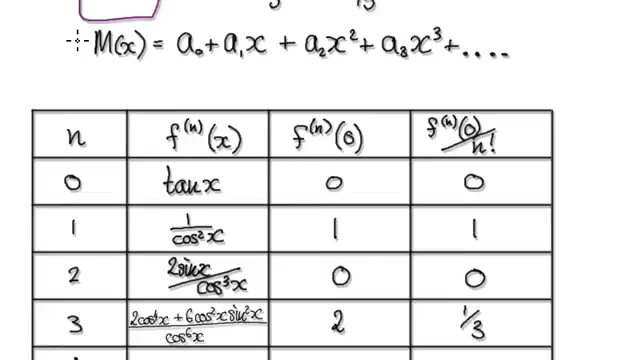 M(x) = a₀ + a₁x + a₂x² + a₃x³ + ....
n f⁽ⁿ⁾(x) f⁽ⁿ⁾(0) f⁽ⁿ⁾(0)/n!
0 tan x 0 0
1 1/cos²x 1 1
2 2sinx/cos³x 0 0
3 2cos⁴x + 6cos²x sin²x/cos⁶x 2 1/3